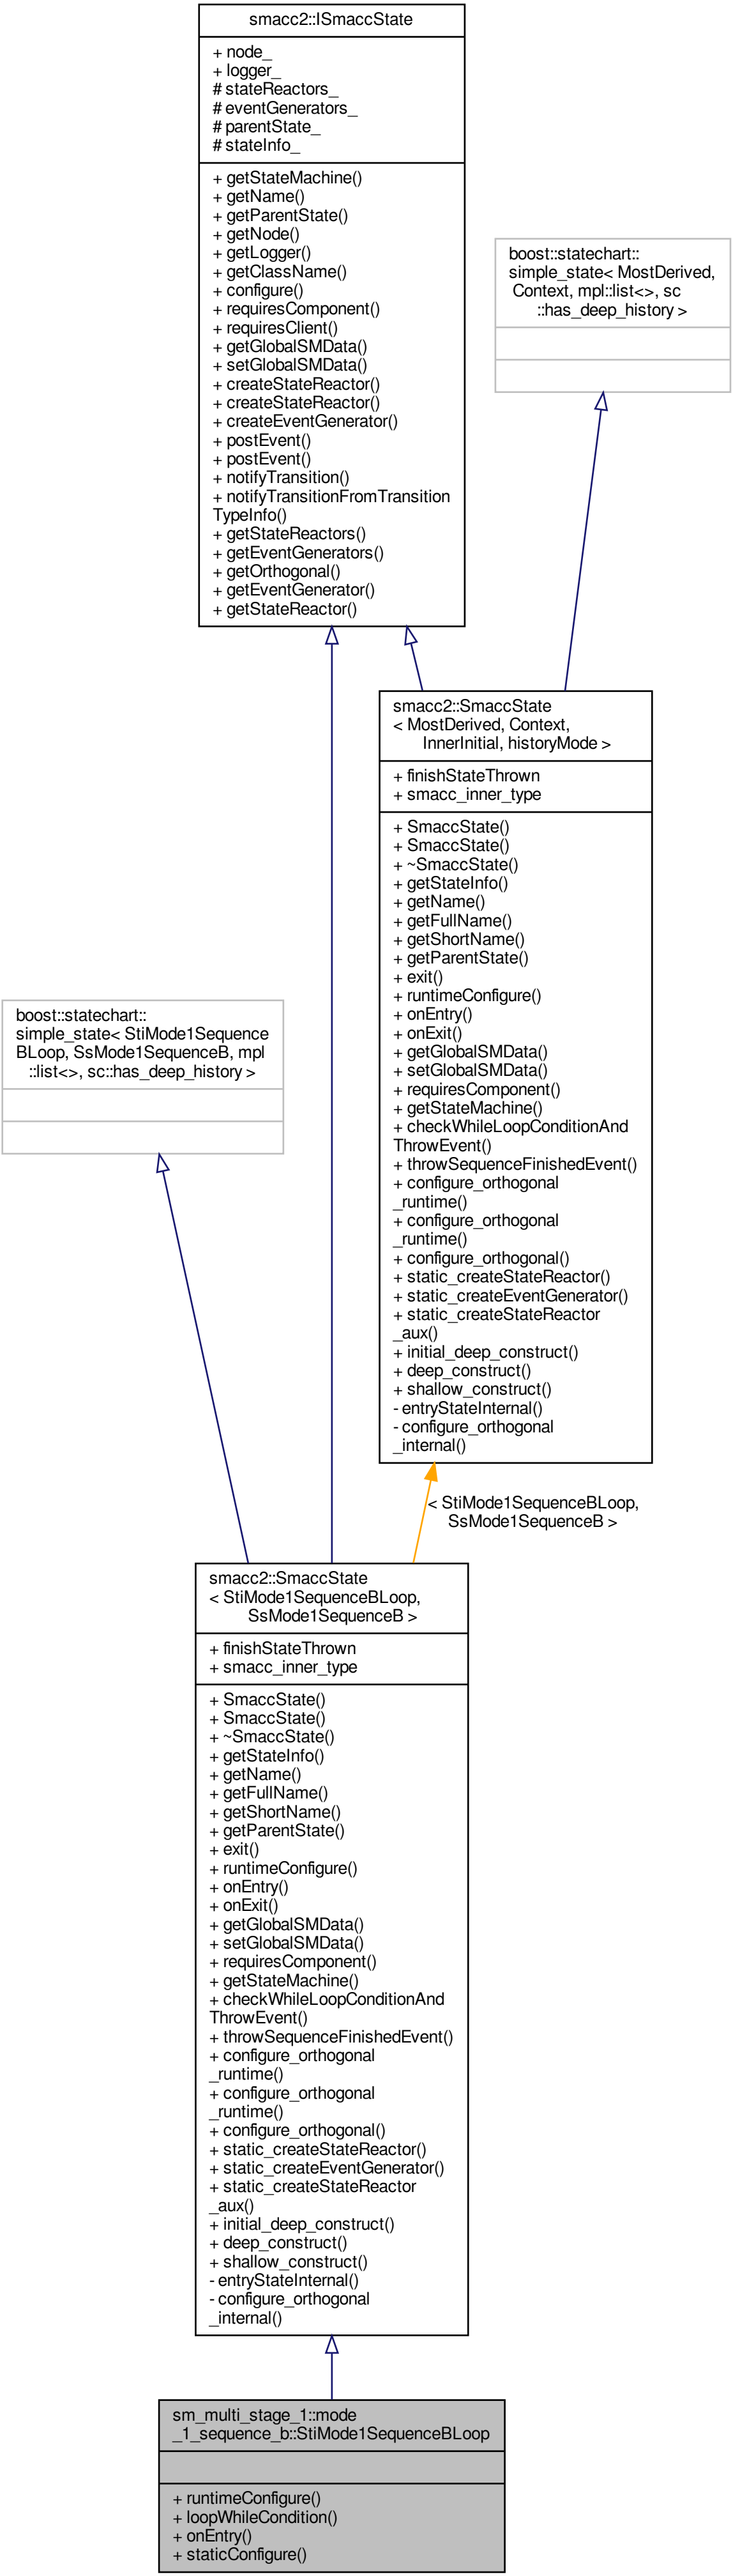 smacc2::ISmaccState
+ node_
+ logger_
# stateReactors_
# eventGenerators_
# parentState_
# stateInfo_
+ getStateMachine()
+ getName()
+ getParentState()
+ getNode()
+ getLogger()
+ getClassName()
+ configure()
+ requiresComponent()
+ requiresClient()
+ getGlobalSMData()
+ setGlobalSMData()
+ createStateReactor()
+ createStateReactor()
+ createEventGenerator()
+ postEvent()
+ postEvent()
+ notifyTransition()
+ notifyTransitionFromTransition
TypeInfo()
+ getStateReactors()
+ getEventGenerators()
+ getOrthogonal()
+ getEventGenerator()
+ getStateReactor()
boost::statechart::
simple_state< MostDerived,
Context, mpl::list<>, sc
::has_deep_history >
smacc2::SmaccState
< MostDerived, Context,
InnerInitial, historyMode >
+ finishStateThrown
+ smacc_inner_type
+ SmaccState()
+ SmaccState()
+ ~SmaccState()
+ getStateInfo()
+ getName()
+ getFullName()
+ getShortName()
+ getParentState()
+ exit()
+ runtimeConfigure()
+ onEntry()
+ onExit()
+ getGlobalSMData()
+ setGlobalSMData()
+ requiresComponent()
+ getStateMachine()
+ checkWhileLoopConditionAnd
ThrowEvent()
+ throwSequenceFinishedEvent()
+ configure_orthogonal
_runtime()
+ configure_orthogonal
_runtime()
+ configure_orthogonal()
+ static_createStateReactor()
+ static_createEventGenerator()
+ static_createStateReactor
_aux()
+ initial_deep_construct()
+ deep_construct()
+ shallow_construct()
- entryStateInternal()
- configure_orthogonal
_internal()
boost::statechart::
simple_state< StiMode1Sequence
BLoop, SsMode1SequenceB, mpl
::list<>, sc::has_deep_history >
< StiMode1SequenceBLoop,
SsMode1SequenceB >
smacc2::SmaccState
< StiMode1SequenceBLoop,
SsMode1SequenceB >
+ finishStateThrown
+ smacc_inner_type
+ SmaccState()
+ SmaccState()
+ ~SmaccState()
+ getStateInfo()
+ getName()
+ getFullName()
+ getShortName()
+ getParentState()
+ exit()
+ runtimeConfigure()
+ onEntry()
+ onExit()
+ getGlobalSMData()
+ setGlobalSMData()
+ requiresComponent()
+ getStateMachine()
+ checkWhileLoopConditionAnd
ThrowEvent()
+ throwSequenceFinishedEvent()
+ configure_orthogonal
_runtime()
+ configure_orthogonal
_runtime()
+ configure_orthogonal()
+ static_createStateReactor()
+ static_createEventGenerator()
+ static_createStateReactor
_aux()
+ initial_deep_construct()
+ deep_construct()
+ shallow_construct()
- entryStateInternal()
- configure_orthogonal
_internal()
sm_multi_stage_1::mode
_1_sequence_b::StiMode1SequenceBLoop
+ runtimeConfigure()
+ loopWhileCondition()
+ onEntry()
+ staticConfigure()